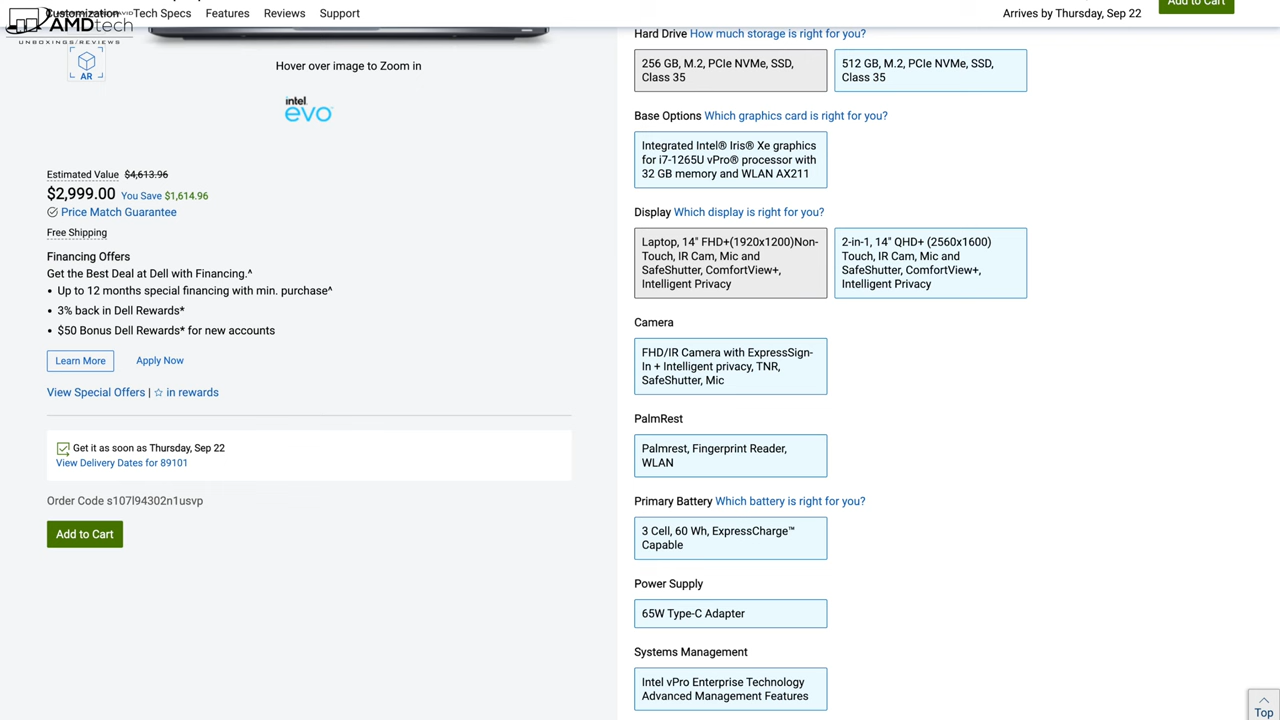 Customization
Tech Specs
Features
Reviews
Support
Arrives by Thursday, Sep 22
Add to Cart
AMDtech
UNBOXINGS/REVIEWS
AR
Hover over image to Zoom in
intel
evo
Estimated Value $4,613.96
$2,999.00 You Save $1,614.96
Price Match Guarantee
Free Shipping
Financing Offers
Get the Best Deal at Dell with Financing.^
• Up to 12 months special financing with min. purchase^
• 3% back in Dell Rewards*
• $50 Bonus Dell Rewards* for new accounts
Learn More
Apply Now
View Special Offers | ☆ in rewards
Get it as soon as Thursday, Sep 22
View Delivery Dates for 89101
Order Code s107l94302n1usvp
Add to Cart
Hard Drive How much storage is right for you?
256 GB, M.2, PCIe NVMe, SSD,
Class 35
512 GB, M.2, PCIe NVMe, SSD,
Class 35
Base Options Which graphics card is right for you?
Integrated Intel® Iris® Xe graphics
for i7-1265U vPro® processor with
32 GB memory and WLAN AX211
Display Which display is right for you?
Laptop, 14" FHD+(1920x1200)Non-
Touch, IR Cam, Mic and
SafeShutter, ComfortView+,
Intelligent Privacy
2-in-1, 14" QHD+ (2560x1600)
Touch, IR Cam, Mic and
SafeShutter, ComfortView+,
Intelligent Privacy
Camera
FHD/IR Camera with ExpressSign-
In + Intelligent privacy, TNR,
SafeShutter, Mic
PalmRest
Palmrest, Fingerprint Reader,
WLAN
Primary Battery Which battery is right for you?
3 Cell, 60 Wh, ExpressCharge™
Capable
Power Supply
65W Type-C Adapter
Systems Management
Intel vPro Enterprise Technology
Advanced Management Features
Top